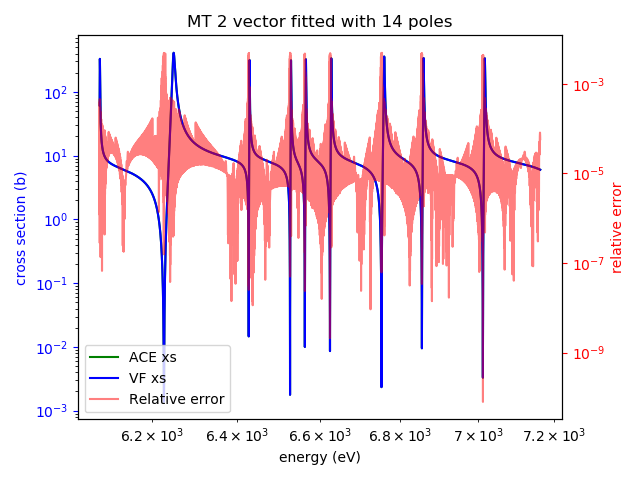 MT 2 vector fitted with 14 poles
cross section (b)
10²
10¹
10⁰
10⁻¹
10⁻²
10⁻³
10⁻³
10⁻⁵
10⁻⁷
10⁻⁹
relative error
ACE xs
VF xs
Relative error
6.2 × 10³
6.4 × 10³
6.6 × 10³
6.8 × 10³
7 × 10³
7.2 × 10³
energy (eV)